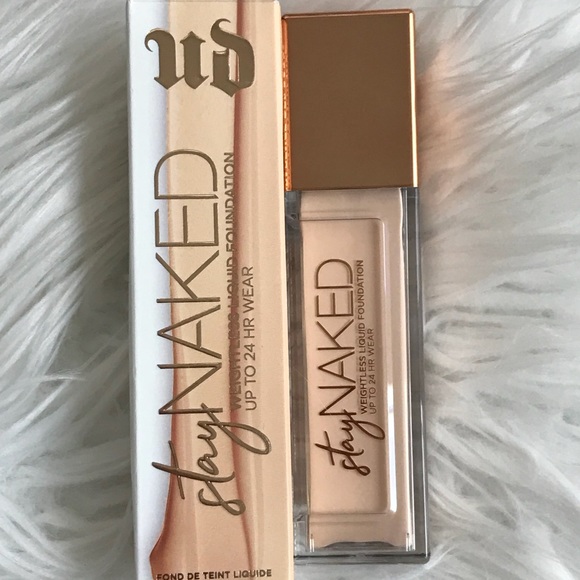 UD
stay NAKED
WEIGHTLESS LIQUID FOUNDATION
UP TO 24 HR WEAR
FOND DE TEINT LIQUIDE
stay NAKED
WEIGHTLESS LIQUID FOUNDATION
UP TO 24 HR WEAR